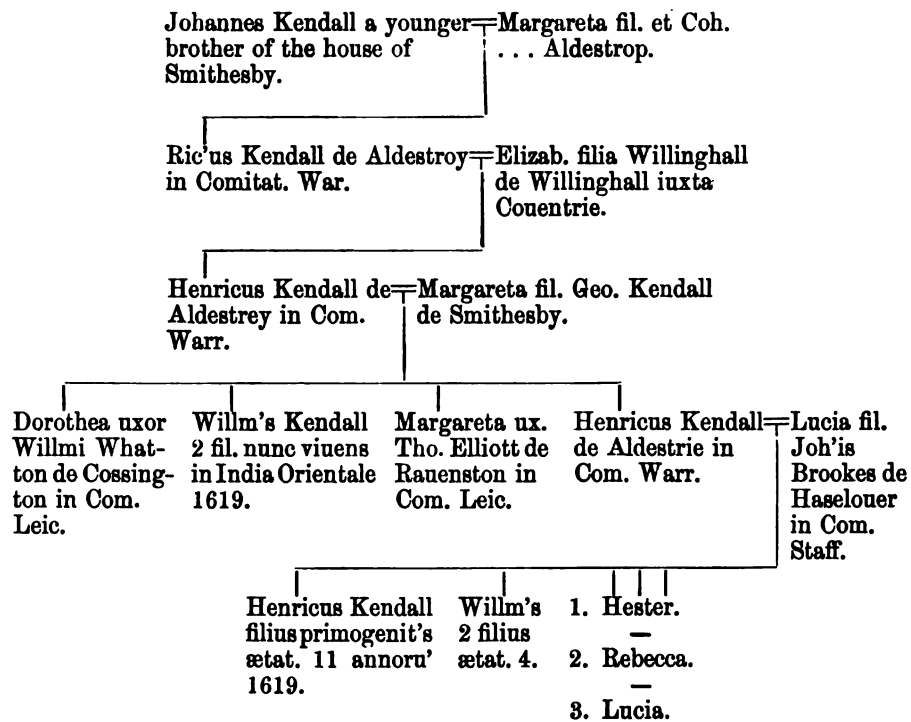 Johannes Kendall a younger
brother of the house of
Smithesby.
Margareta fil. et Coh.
. . . Aldestrop.
Ric'us Kendall de Aldestroy
in Comitat. War.
Elizab. filia Willinghall
de Willinghall iuxta
Couentrie.
Henricus Kendall de
Aldestrey in Com.
Warr.
Margareta fil. Geo. Kendall
de Smithesby.
Dorothea uxor
Willmi What-
ton de Cossing-
ton in Com.
Leic.
Willm's Kendall
2 fil. nunc viuens
in India Orientale
1619.
Margareta ux.
Tho. Elliott de
Rauenston in
Com. Leic.
Henricus Kendall
de Aldestrie in
Com. Warr.
Lucia fil.
Joh'is
Brookes de
Haselouer
in Com.
Staff.
Henricus Kendall
filius primogenit's
ætat. 11 annoru'
1619.
Willm's
2 filius
ætat. 4.
1. Hester.
—
2. Rebecca.
—
3. Lucia.